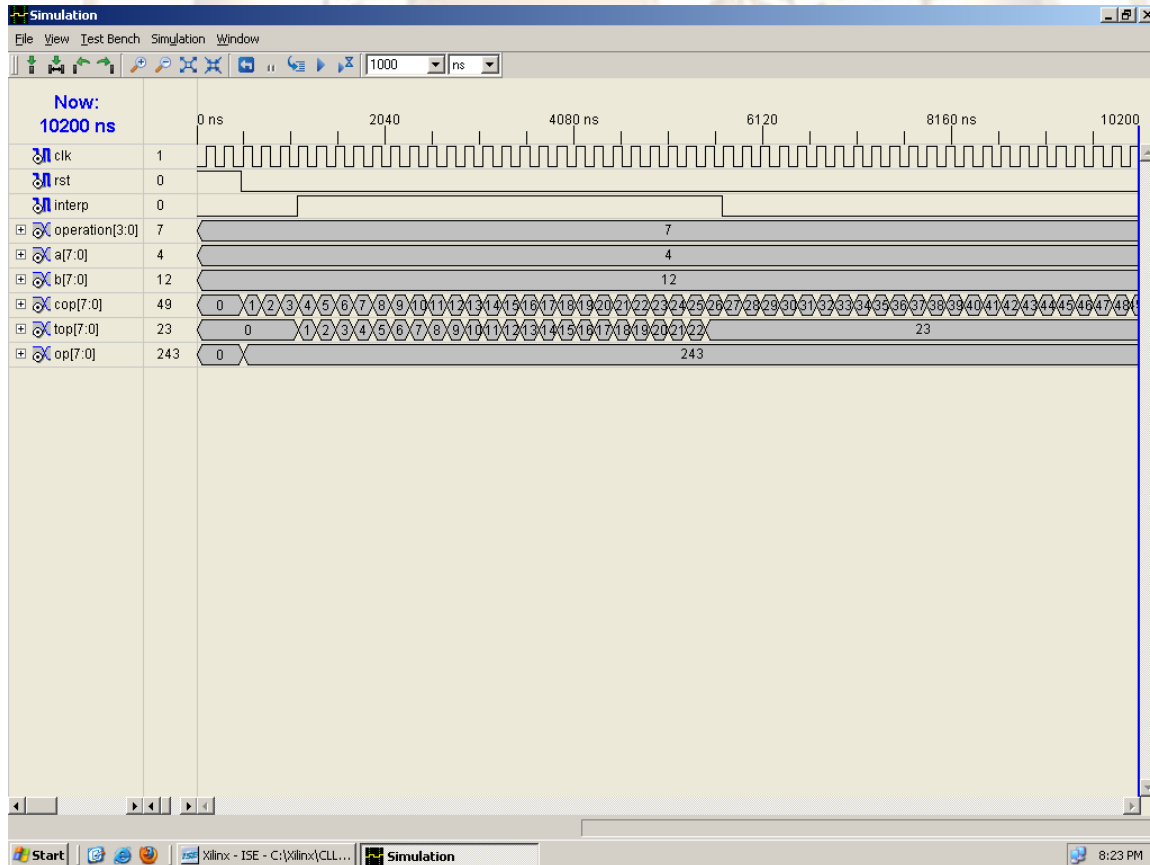 Simulation
File View Test Bench Simulation Window
1000 ns
Now:
10200 ns
0 ns 2040 4080 ns 6120 8160 ns 10200
clk 1
rst 0
interp 0
operation[3:0] 7 7
a[7:0] 4 4
b[7:0] 12 12
cop[7:0] 49 0 1 2 3 4 5 6 7 8 9 10 11 12 13 14 15 16 17 18 19 20 21 22 23 24 25 26 27 28 29 30 31 32 33 34 35 36 37 38 39 40 41 42 43 44 45 46 47 48
top[7:0] 23 0 1 2 3 4 5 6 7 8 9 10 11 12 13 14 15 16 17 18 19 20 21 22 23
op[7:0] 243 0 243
Start Xilinx - ISE - C:\Xilinx\CLL... Simulation 8:23 PM